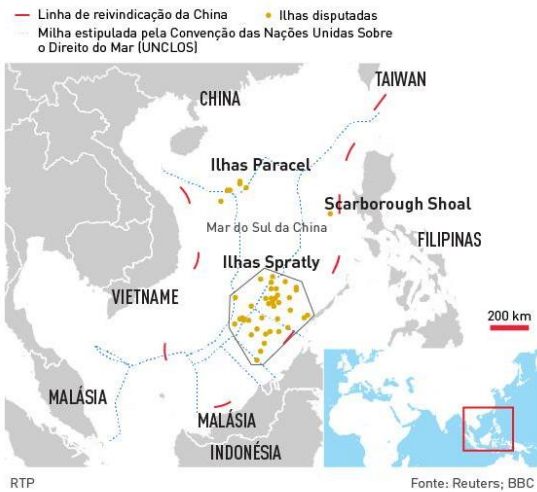 Linha de reivindicação da China
Ilhas disputadas
Milha estipulada pela Convenção das Nações Unidas Sobre
o Direito do Mar (UNCLOS)
TAIWAN
CHINA
Ilhas Paracel
Scarborough Shoal
Mar do Sul da China
FILIPINAS
Ilhas Spratly
VIETNAME
200 km
MALÁSIA
MALÁSIA
INDONÉSIA
RTP
Fonte: Reuters; BBC